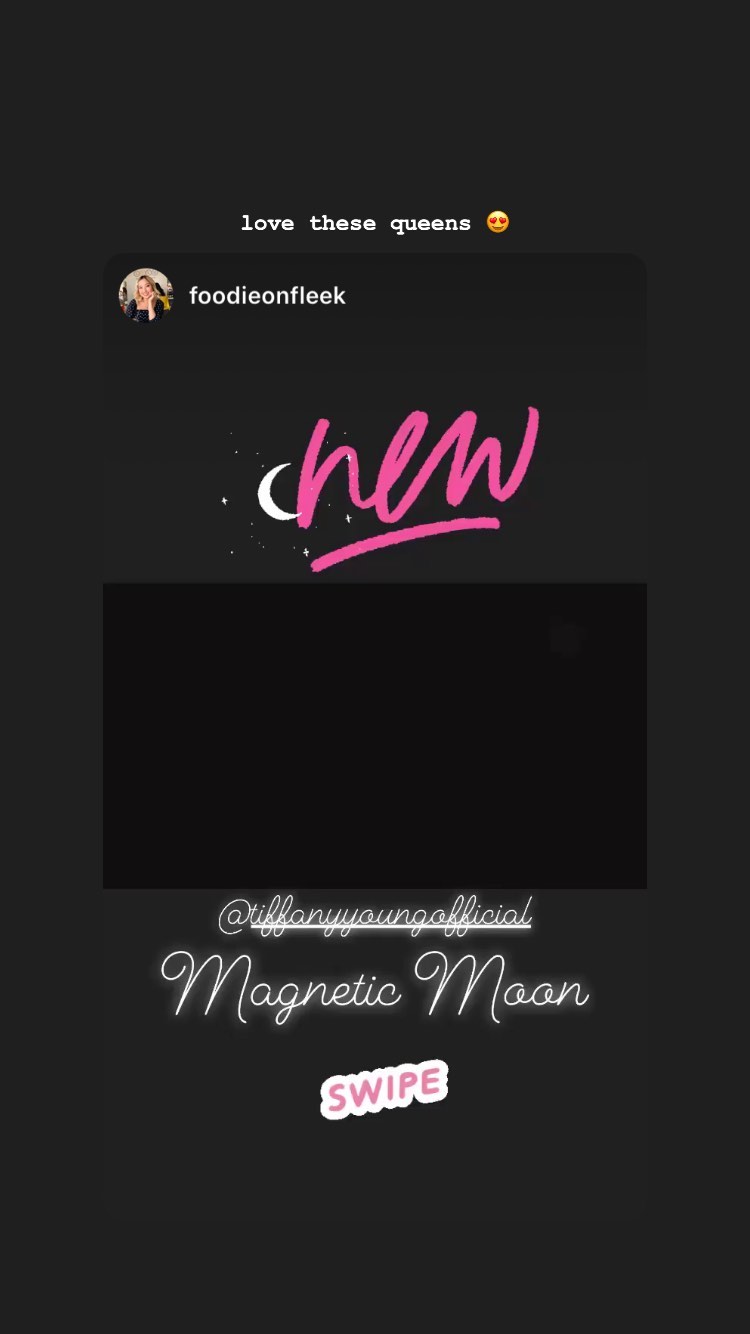 love these queens 😍
foodieonfleek
new
@tiffanyyoungofficial
Magnetic Moon
SWIPE